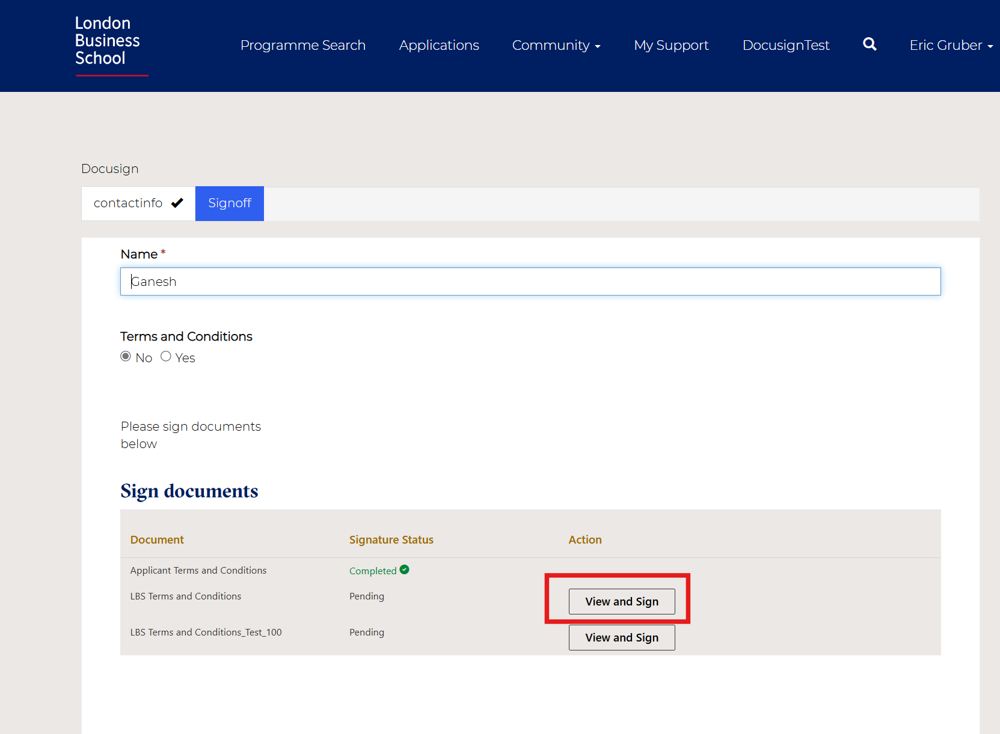 London
Business
School
Programme Search Applications Community My Support DocusignTest Eric Gruber
Docusign
contactinfo Signoff
Name *
Ganesh
Terms and Conditions
No Yes
Please sign documents
below
Sign documents
Document Signature Status Action
Applicant Terms and Conditions Completed
LBS Terms and Conditions Pending View and Sign
LBS Terms and Conditions_Test_100 Pending View and Sign